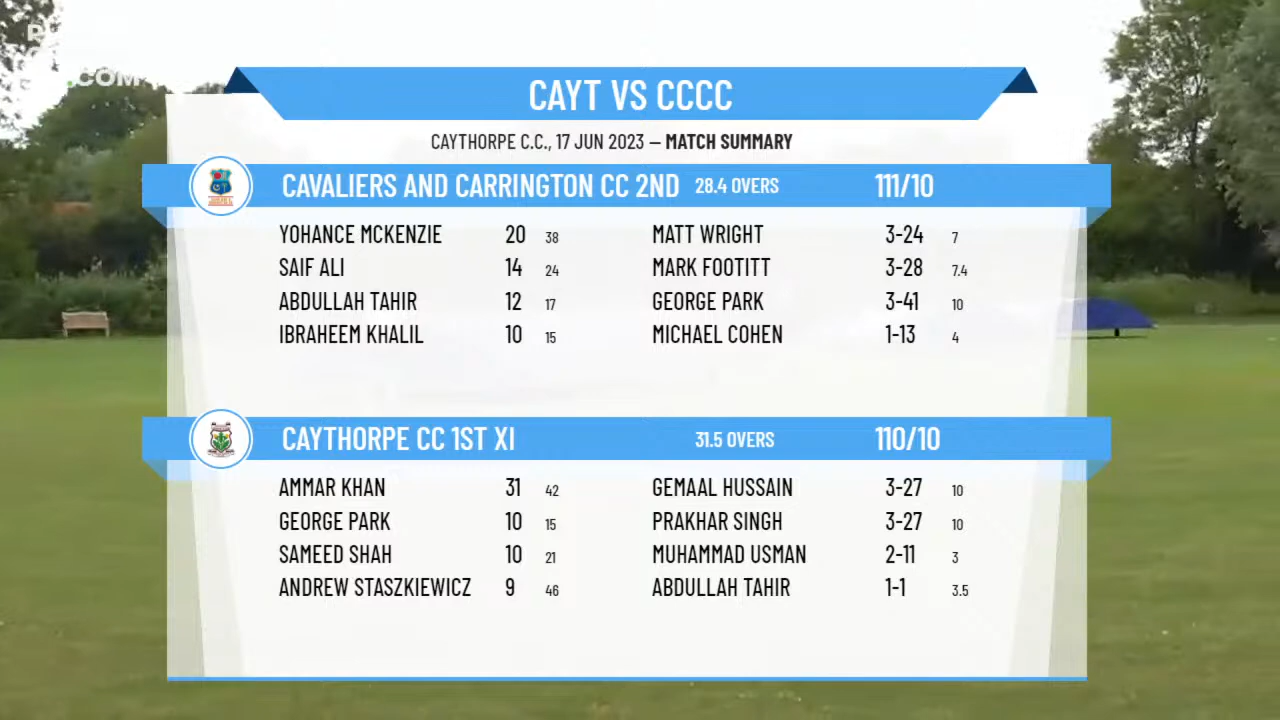 .COM
CAYT VS CCCC
CAYTHORPE C.C., 17 JUN 2023 – MATCH SUMMARY
CAVALIERS AND CARRINGTON CC 2ND 28.4 OVERS 111/10
YOHANCE MCKENZIE 20 38 MATT WRIGHT 3-24 7
SAIF ALI 14 24 MARK FOOTITT 3-28 7.4
ABDULLAH TAHIR 12 17 GEORGE PARK 3-41 10
IBRAHEEM KHALIL 10 15 MICHAEL COHEN 1-13 4
CAYTHORPE CC 1ST XI 31.5 OVERS 110/10
AMMAR KHAN 31 42 GEMAAL HUSSAIN 3-27 10
GEORGE PARK 10 15 PRAKHAR SINGH 3-27 10
SAMEED SHAH 10 21 MUHAMMAD USMAN 2-11 3
ANDREW STASZKIEWICZ 9 46 ABDULLAH TAHIR 1-1 3.5